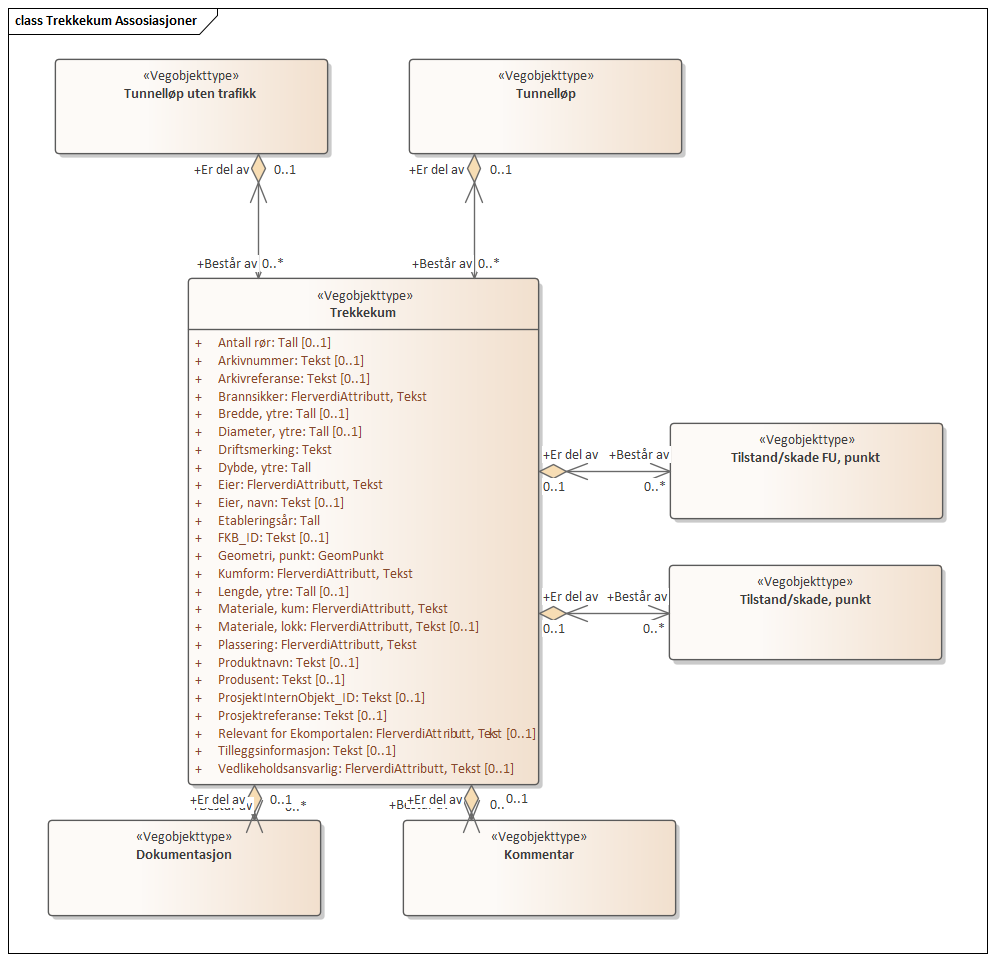 class Trekkekum Assosiasjoner
«Vegobjekttype»
Tunnelløp uten trafikk
«Vegobjekttype»
Tunnelløp
+Er del av 0..1
+Er del av 0..1
+Består av 0..*
+Består av 0..*
«Vegobjekttype»
Trekkekum
+ Antall rør: Tall [0..1]
+ Arkivnummer: Tekst [0..1]
+ Arkivreferanse: Tekst [0..1]
+ Brannsikker: FlerverdiAttributt, Tekst
+ Bredde, ytre: Tall [0..1]
+ Diameter, ytre: Tall [0..1]
+ Driftsmerking: Tekst
+ Dybde, ytre: Tall
+ Eier: FlerverdiAttributt, Tekst
+ Eier, navn: Tekst [0..1]
+ Etableringsår: Tall
+ FKB_ID: Tekst [0..1]
+ Geometri, punkt: GeomPunkt
+ Kumform: FlerverdiAttributt, Tekst
+ Lengde, ytre: Tall [0..1]
+ Materiale, kum: FlerverdiAttributt, Tekst
+ Materiale, lokk: FlerverdiAttributt, Tekst [0..1]
+ Plassering: FlerverdiAttributt, Tekst
+ Produktnavn: Tekst [0..1]
+ Produsent: Tekst [0..1]
+ ProsjektInternObjekt_ID: Tekst [0..1]
+ Prosjektreferanse: Tekst [0..1]
+ Relevant for Ekomportalen: FlerverdiAttributt, Tekst [0..1]
+ Tilleggsinformasjon: Tekst [0..1]
+ Vedlikeholdsansvarlig: FlerverdiAttributt, Tekst [0..1]
+Er del av +Består av
0..1 0..*
«Vegobjekttype»
Tilstand/skade FU, punkt
+Er del av +Består av
0..1 0..*
«Vegobjekttype»
Tilstand/skade, punkt
+Er del av 0..1
+Består av 0..*
+Er del av 0..1
0..
«Vegobjekttype»
Dokumentasjon
«Vegobjekttype»
Kommentar